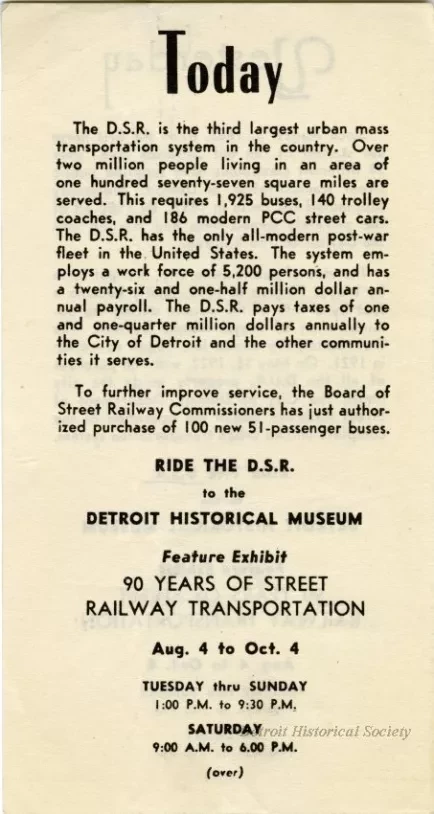 Today
The D.S.R. is the third largest urban mass
transportation system in the country. Over
two million people living in an area of
one hundred seventy-seven square miles are
served. This requires 1,925 buses, 140 trolley
coaches, and 186 modern PCC street cars.
The D.S.R. has the only all-modern post-war
fleet in the United States. The system em-
ploys a work force of 5,200 persons, and has
a twenty-six and one-half million dollar an-
nual payroll. The D.S.R. pays taxes of one
and one-quarter million dollars annually to
the City of Detroit and the other communi-
ties it serves.
To further improve service, the Board of
Street Railway Commissioners has just author-
ized purchase of 100 new 51-passenger buses.
RIDE THE D.S.R.
to the
DETROIT HISTORICAL MUSEUM
Feature Exhibit
90 YEARS OF STREET
RAILWAY TRANSPORTATION
Aug. 4 to Oct. 4
TUESDAY thru SUNDAY
1:00 P.M. to 9:30 P.M.
SATURDAY
Detroit Historical Society
9:00 A.M. to 6.00 P.M.
(over)